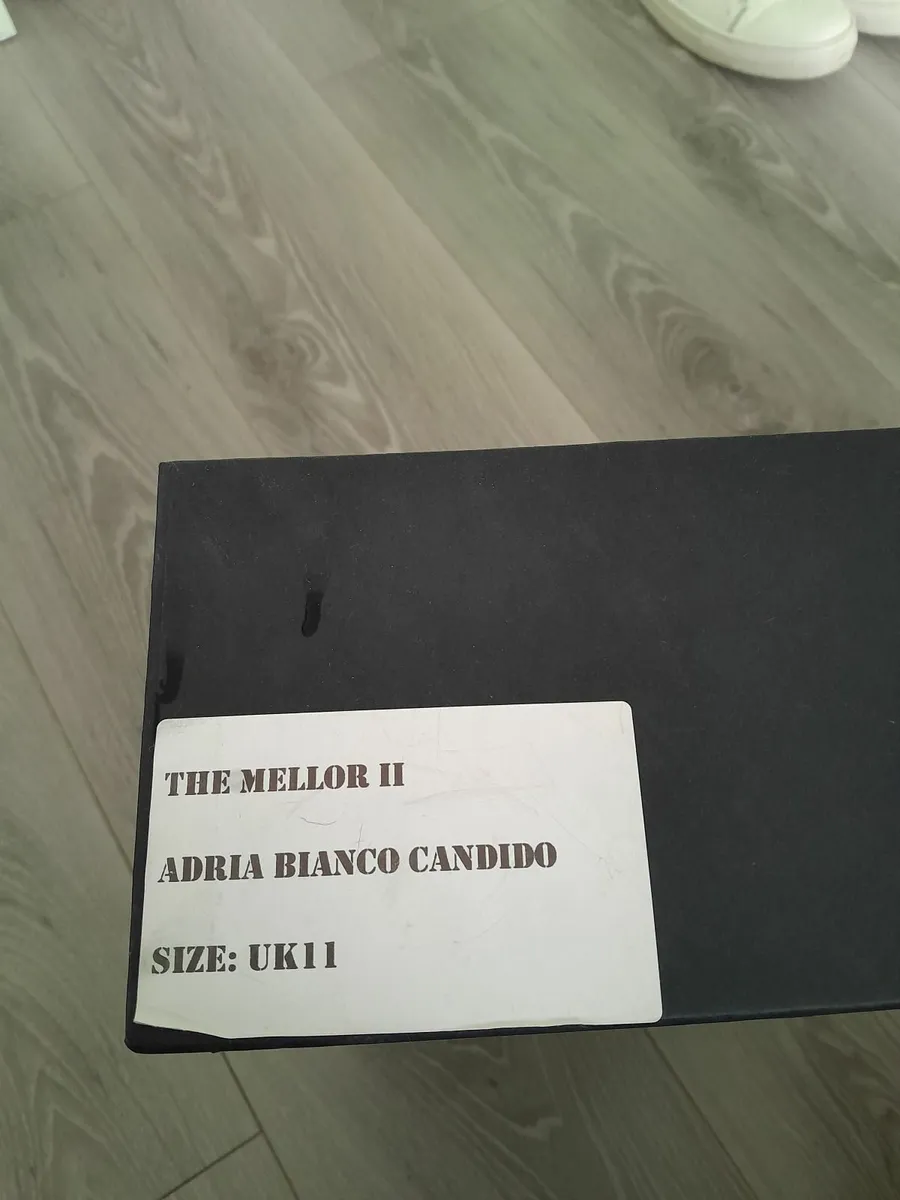 THE MELLOR II
ADRIA BIANCO CANDIDO
SIZE: UK11